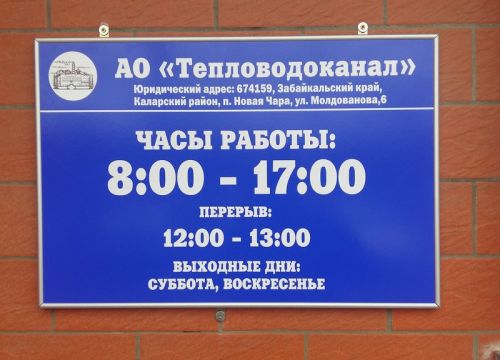 АО «Тепловодоканал»
Юридический адрес: 674159, Забайкальский край,
Каларский район, п. Новая Чара, ул. Молдованова,6
ЧАСЫ РАБОТЫ:
8:00 - 17:00
ПЕРЕРЫВ:
12:00 - 13:00
ВЫХОДНЫЕ ДНИ:
СУББОТА, ВОСКРЕСЕНЬЕ